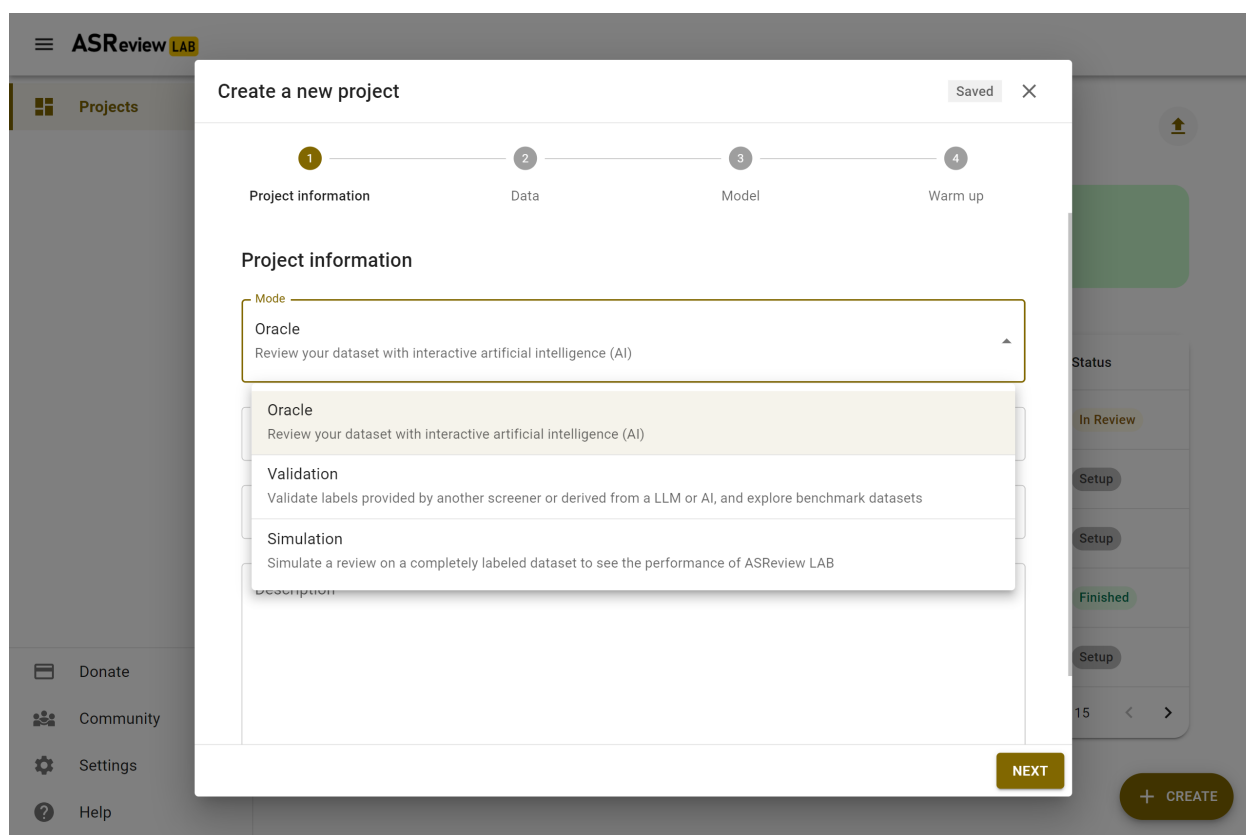 ASReview LAB
Create a new project
Saved
Projects
1
2
3
4
Project information
Data
Model
Warm up
Project information
Mode
Oracle
Review your dataset with interactive artificial intelligence (AI)
Status
Oracle
Review your dataset with interactive artificial intelligence (AI)
In Review
Validation
Validate labels provided by another screener or derived from a LLM or AI, and explore benchmark datasets
Setup
Simulation
Simulate a review on a completely labeled dataset to see the performance of ASReview LAB
Setup
Description
Finished
Setup
Donate
15
Community
Settings
NEXT
CREATE
Help